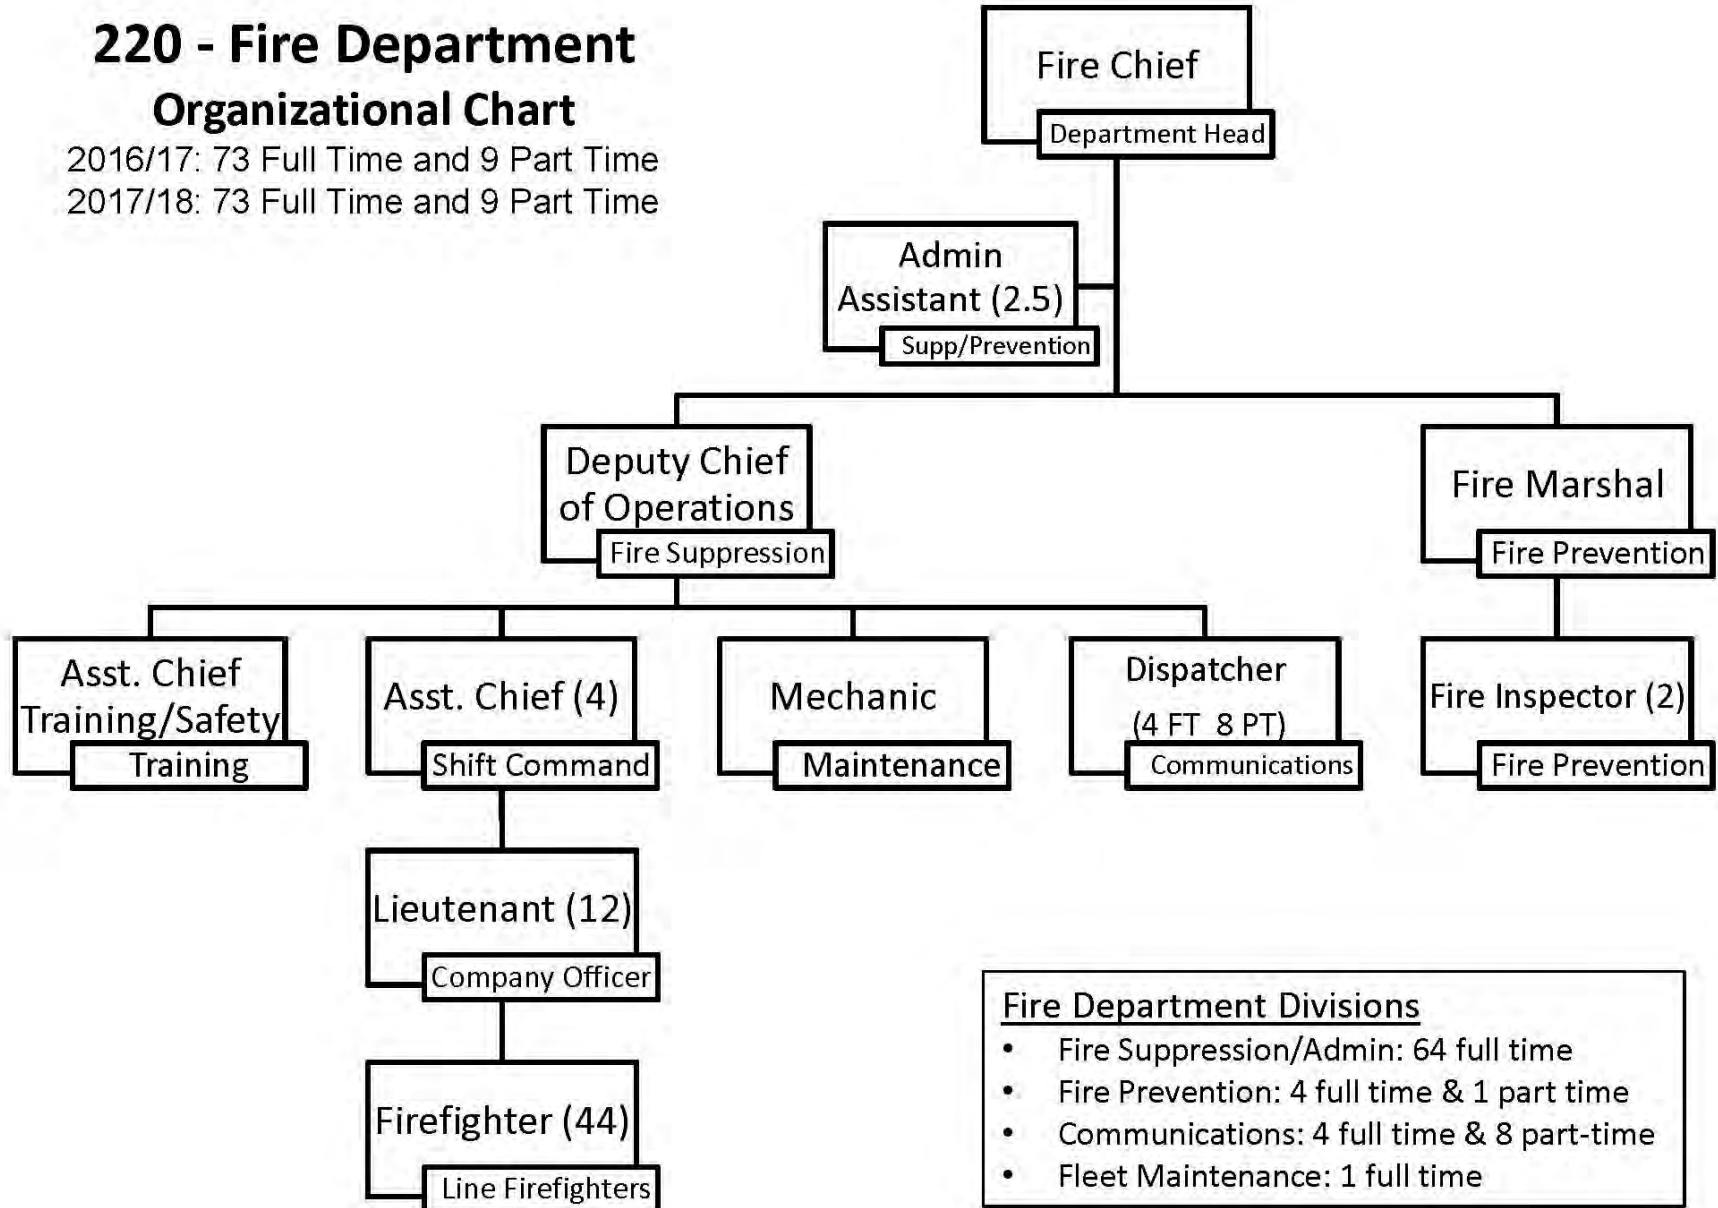 220 - Fire Department
Organizational Chart
2016/17: 73 Full Time and 9 Part Time
2017/18: 73 Full Time and 9 Part Time
Fire Chief
Department Head
Admin
Assistant (2.5)
Supp/Prevention
Deputy Chief
of Operations
Fire Suppression
Fire Marshal
Fire Prevention
Asst. Chief
Training/Safety
Training
Asst. Chief (4)
Shift Command
Mechanic
Maintenance
Dispatcher
(4 FT 8 PT)
Communications
Fire Inspector (2)
Fire Prevention
Lieutenant (12)
Company Officer
Firefighter (44)
Line Firefighters
Fire Department Divisions
• Fire Suppression/Admin: 64 full time
• Fire Prevention: 4 full time & 1 part time
• Communications: 4 full time & 8 part-time
• Fleet Maintenance: 1 full time